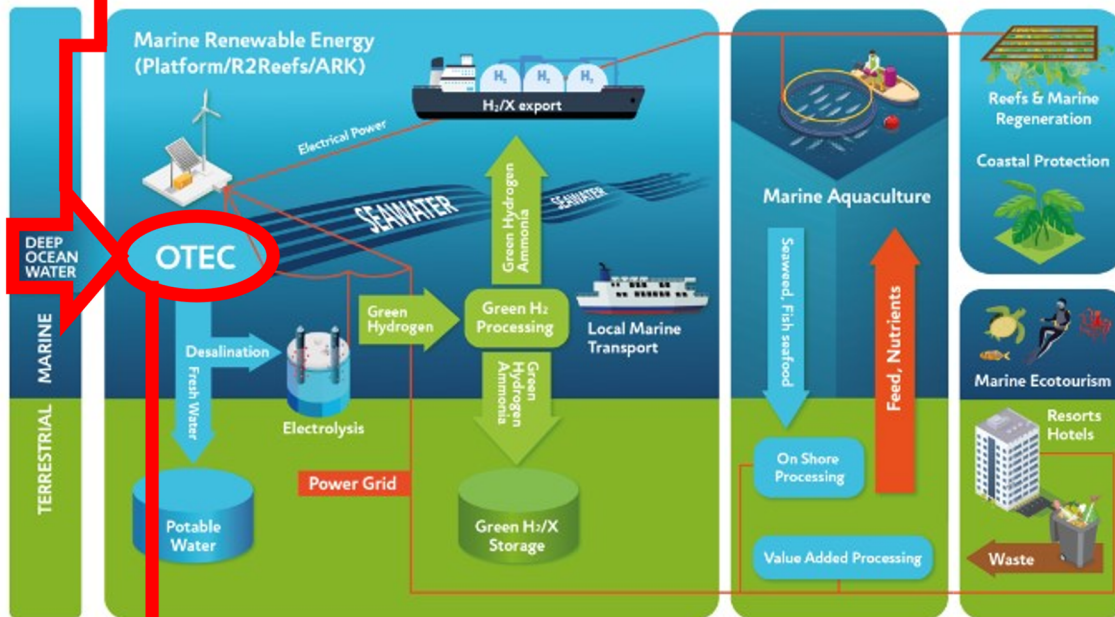 Marine Renewable Energy
(Platform/R2Reefs/ARK)
H₂
H₂
H₂
H₂/X export
Electrical Power
SEAWATER
SEAWATER
DEEP
OCEAN
WATER
OTEC
MARINE
TERRESTRIAL
Desalination
Fresh Water
Electrolysis
Green
Hydrogen
Green H₂
Processing
Green Hydrogen
Ammonia
Green
Hydrogen
Ammonia
Local Marine
Transport
Potable
Water
Power Grid
Green H₂/X
Storage
Marine Aquaculture
Seaweed, Fish seafood
Feed, Nutrients
On Shore
Processing
Value Added Processing
Reefs & Marine
Regeneration
Coastal Protection
Marine Ecotourism
Resorts
Hotels
Waste